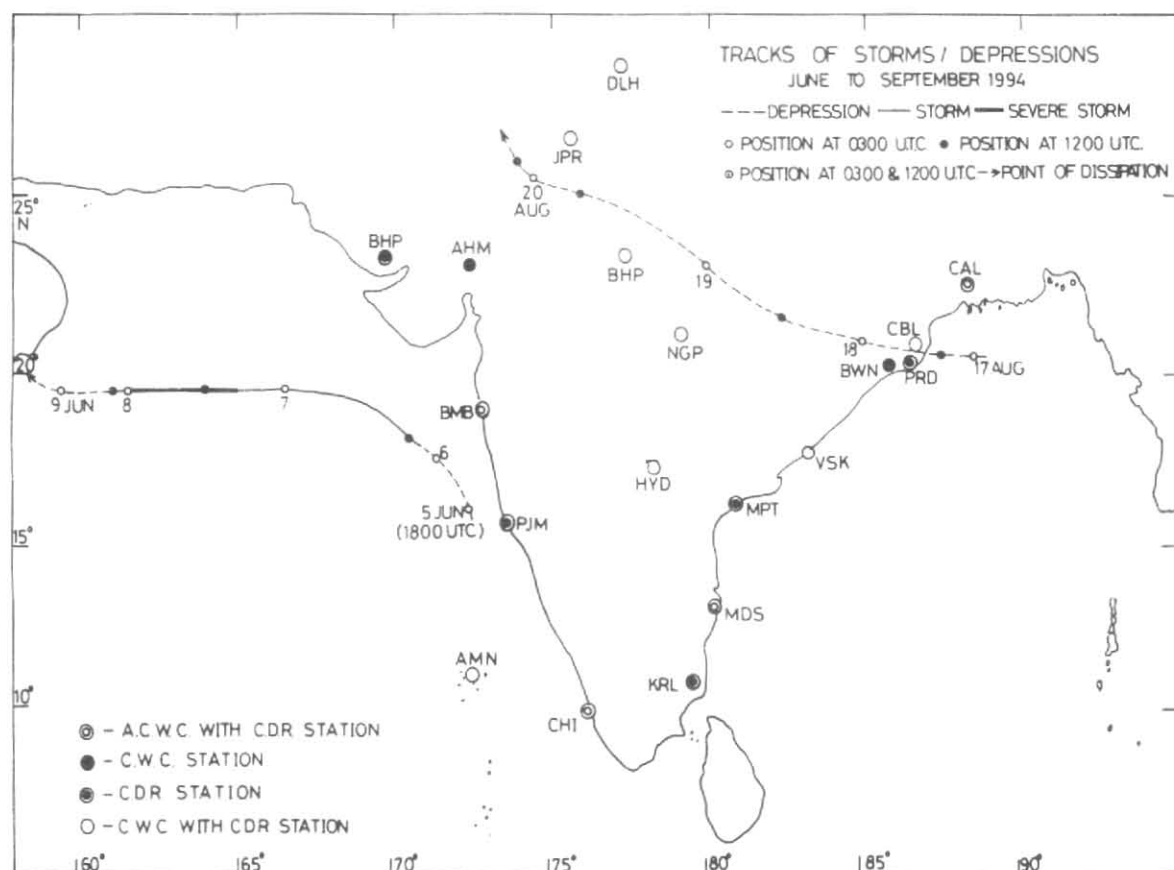 TRACKS OF STORMS / DEPRESSIONS
JUNE TO SEPTEMBER 1994
-----DEPRESSION ——STORM ——SEVERE STORM
○ POSITION AT 0300 U.T.C ● POSITION AT 1200 UTC.
◎ POSITION AT 0300 & 1200 U.T.C --→ POINT OF DISSIPATION
DLH
JPR
20
AUG
25°
N
BHP
AHM
BHP
19
CAL
NGP
18
CBL
BWN
PRD
17 AUG
20°
9 JUN
8
7
BMB
6
HYD
VSK
5 JUN
(1800 UTC)
PJM
MPT
15°
MDS
AMN
KRL
10°
CHI
◎ - A.C.W.C. WITH CDR STATION
● - C.W.C. STATION
◉ - CDR STATION
○ - C W C WITH CDR STATION
160°
165°
170°
175°
180°
185°
190°